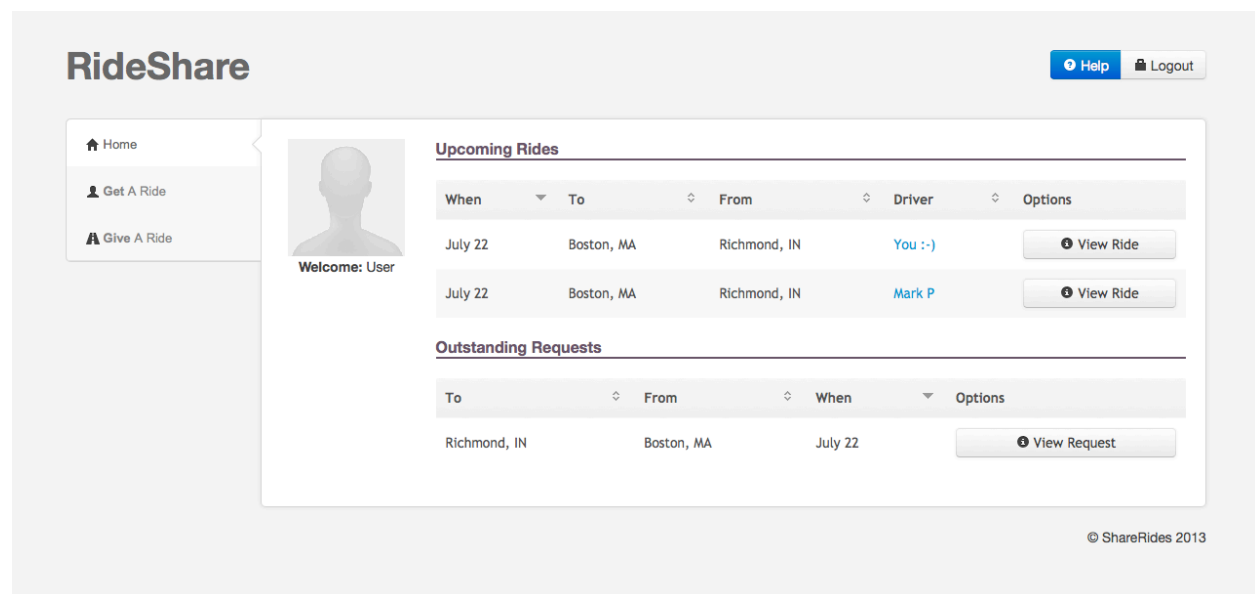 RideShare
Help Logout
Home
Get A Ride
Give A Ride
Welcome: User
Upcoming Rides
When To From Driver Options
July 22 Boston, MA Richmond, IN You :-) View Ride
July 22 Boston, MA Richmond, IN Mark P View Ride
Outstanding Requests
To From When Options
Richmond, IN Boston, MA July 22 View Request
© ShareRides 2013